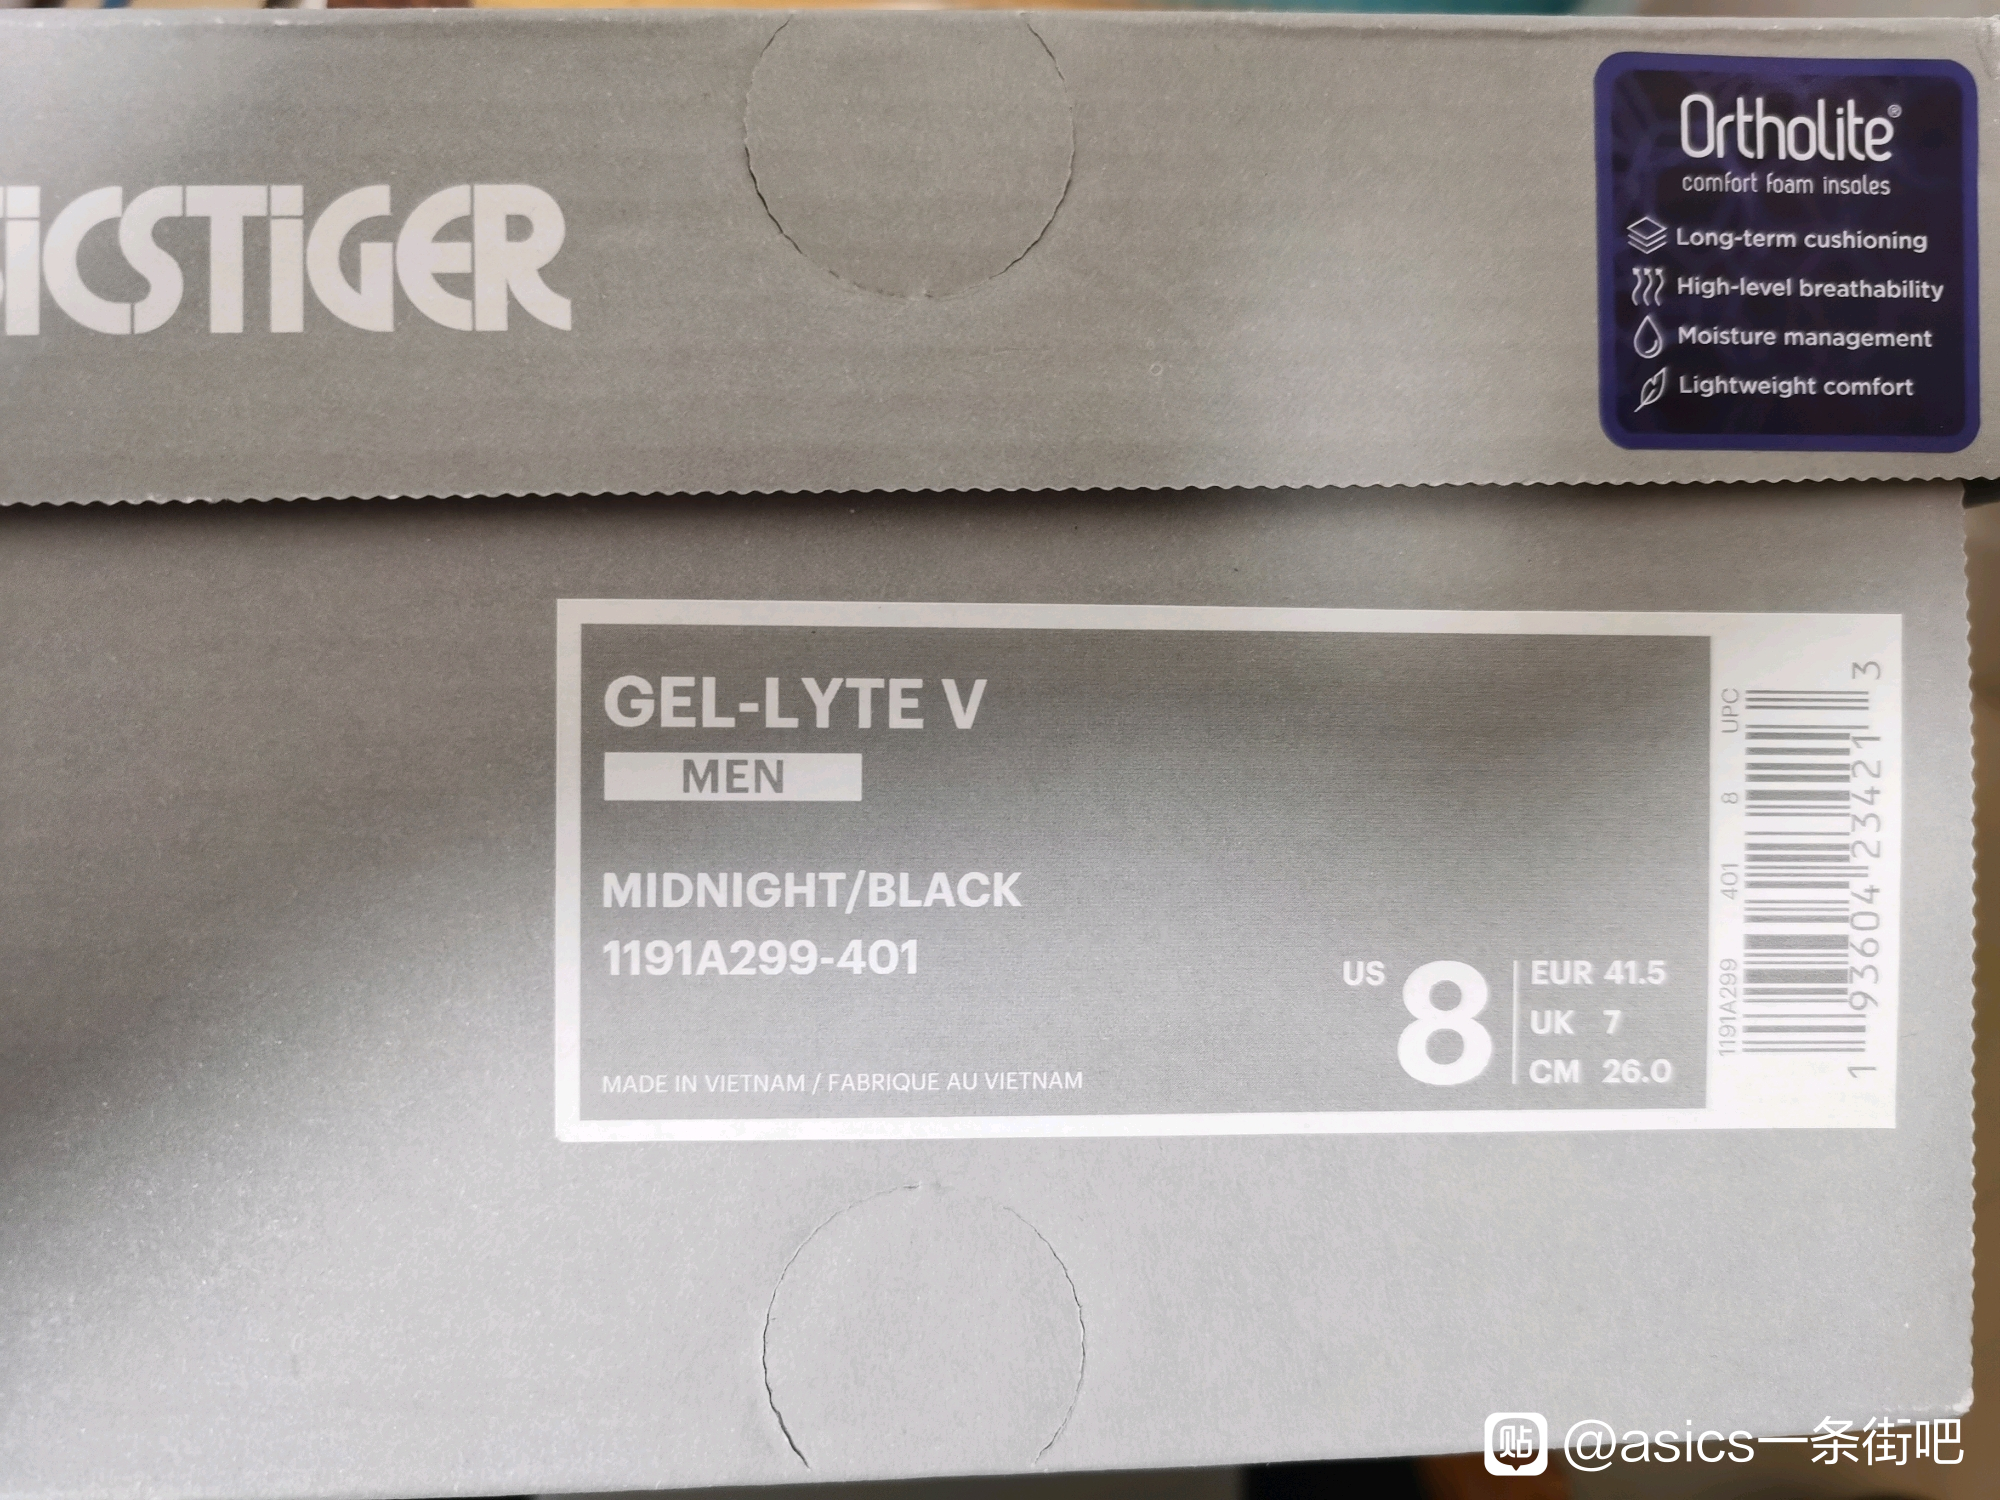 Ortholite®
comfort foam insoles
Long-term cushioning
High-level breathability
Moisture management
Lightweight comfort
SiCSTiGER
GEL-LYTE V
MEN
MIDNIGHT/BLACK
1191A299-401
MADE IN VIETNAM / FABRIQUE AU VIETNAM
US 8
EUR 41.5
UK 7
CM 26.0
1191A299 401 8 UPC
1 93604 23421 3
贴 @asics一条街吧